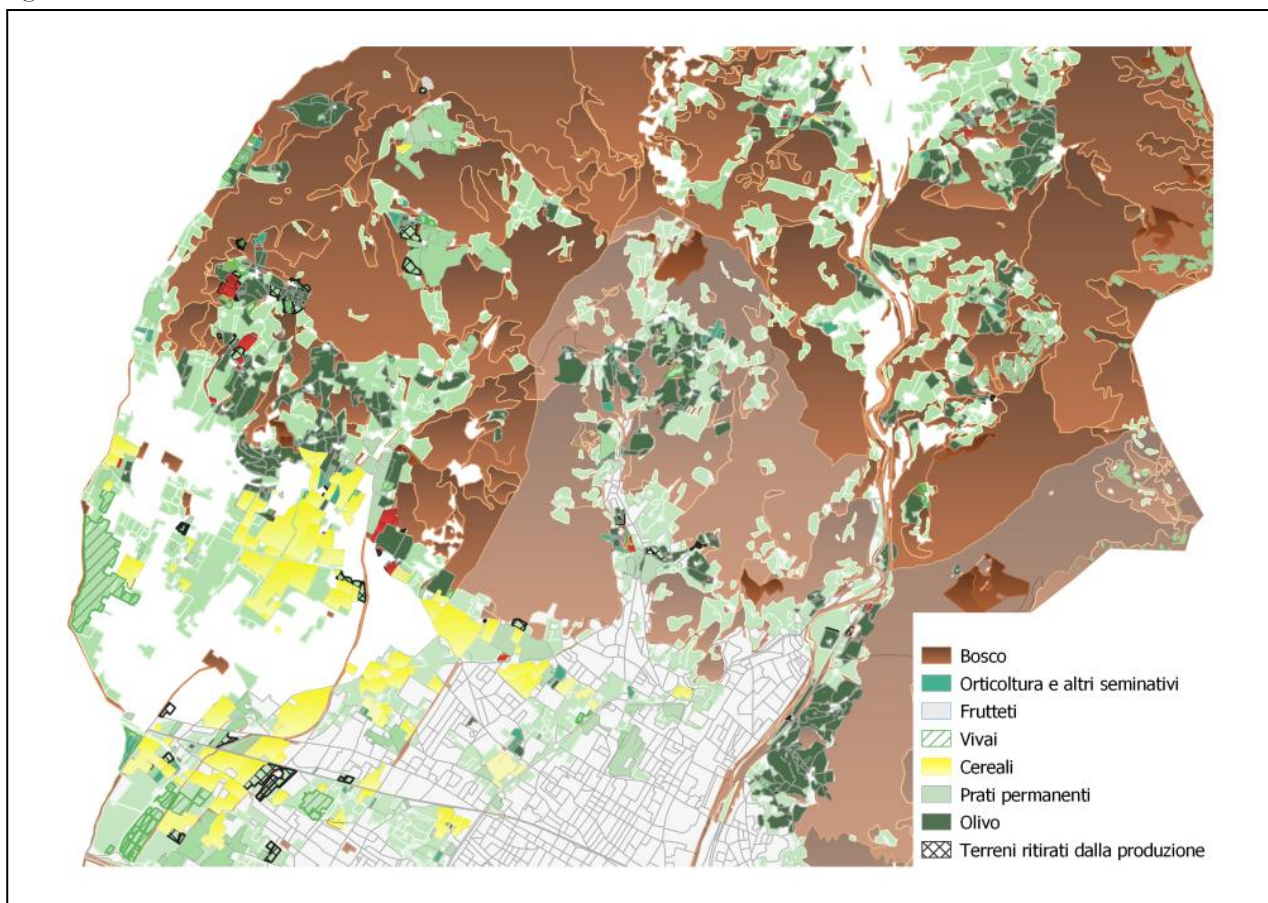 Bosco
Orticoltura e altri seminativi
Frutteti
Vivai
Cereali
Prati permanenti
Olivo
Terreni ritirati dalla produzione